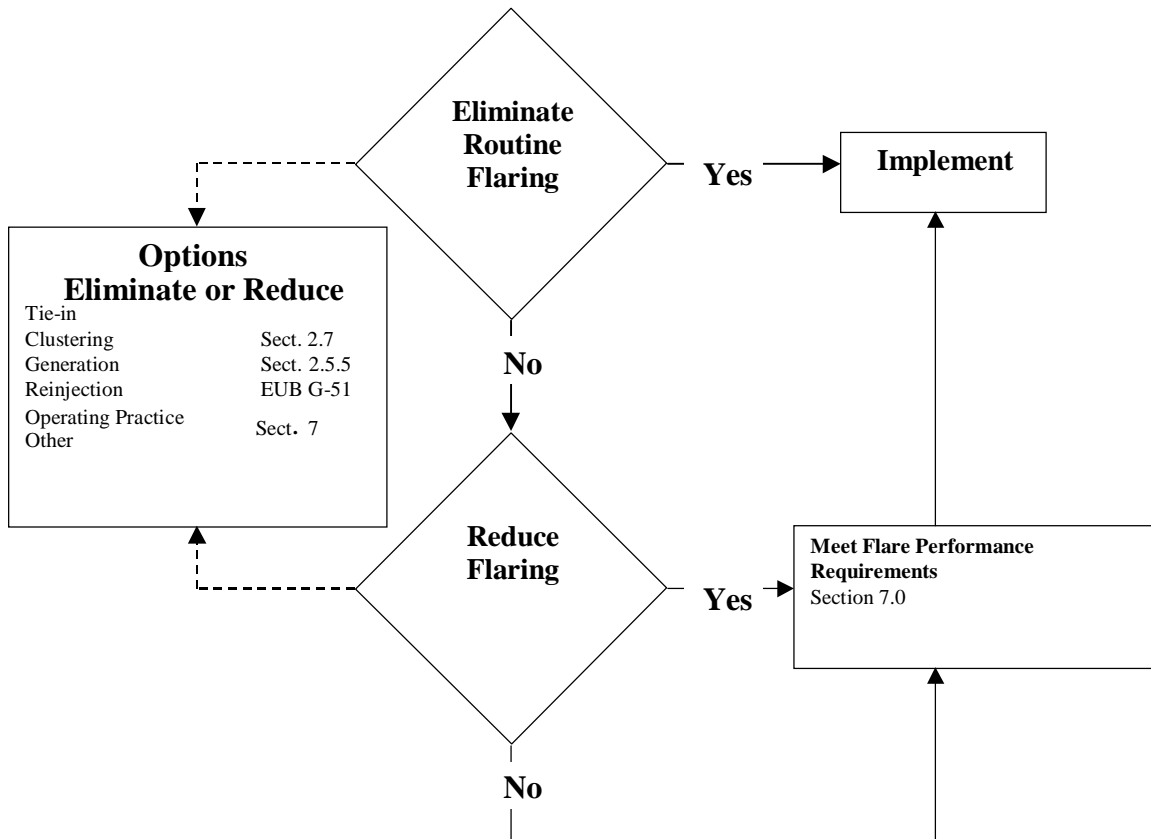 Eliminate
Routine
Flaring
Yes
Implement
Options
Eliminate or Reduce
Tie-in
Clustering Sect. 2.7
Generation Sect. 2.5.5
Reinjection EUB G-51
Operating Practice
Other Sect. 7
No
Reduce
Flaring
Yes
Meet Flare Performance
Requirements
Section 7.0
No